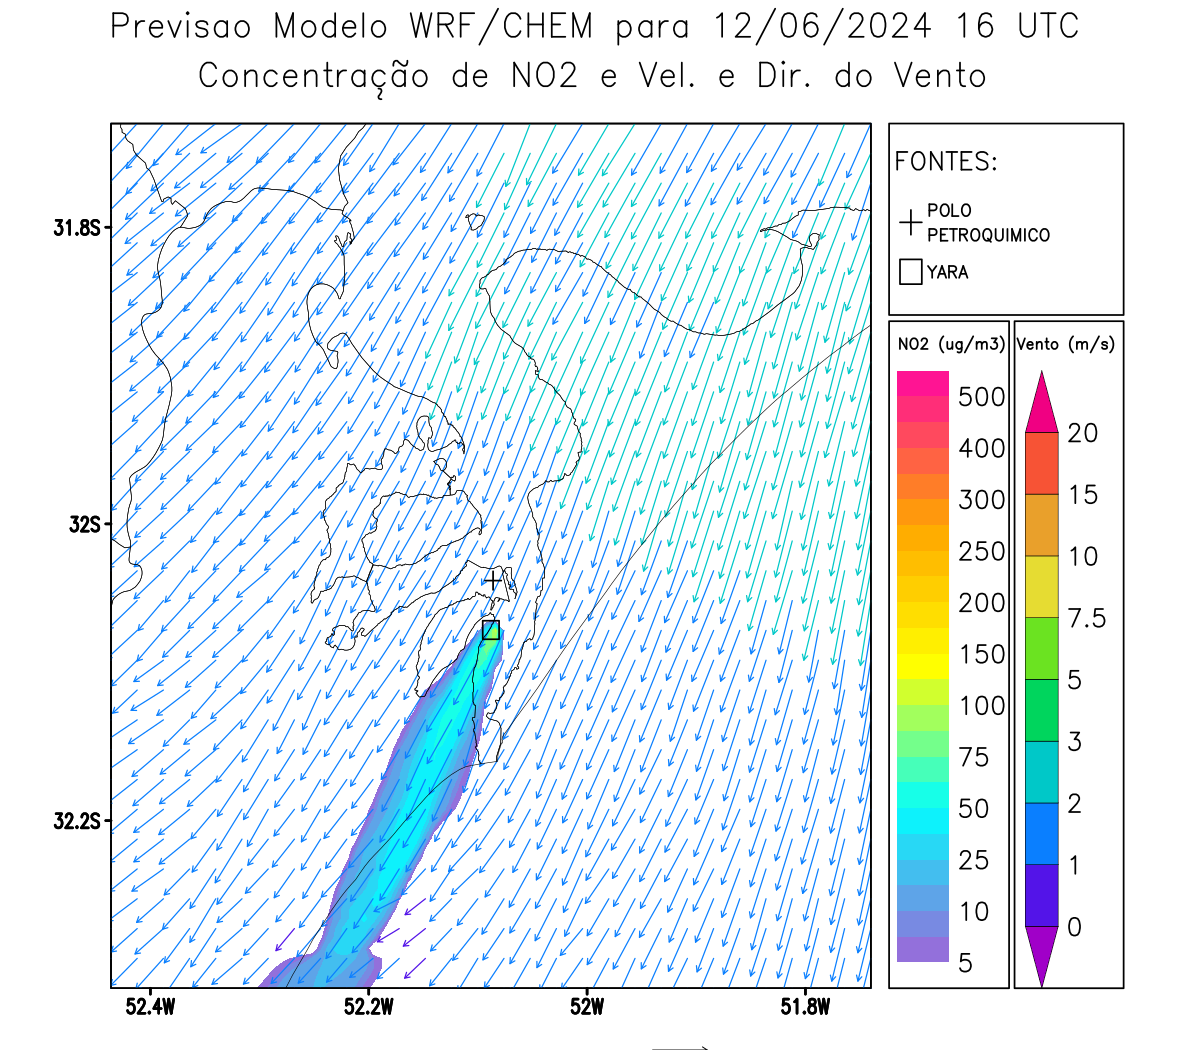 Previsao Modelo WRF/CHEM para 12/06/2024 16 UTC
Concentração de NO2 e Vel. e Dir. do Vento
FONTES:
POLO
PETROQUIMICO
YARA
31.8S
32S
32.2S
52.4W
52.2W
52W
51.8W
NO2 (ug/m3)
500
400
300
250
200
150
100
75
50
25
10
5
Vento (m/s)
20
15
10
7.5
5
3
2
1
0